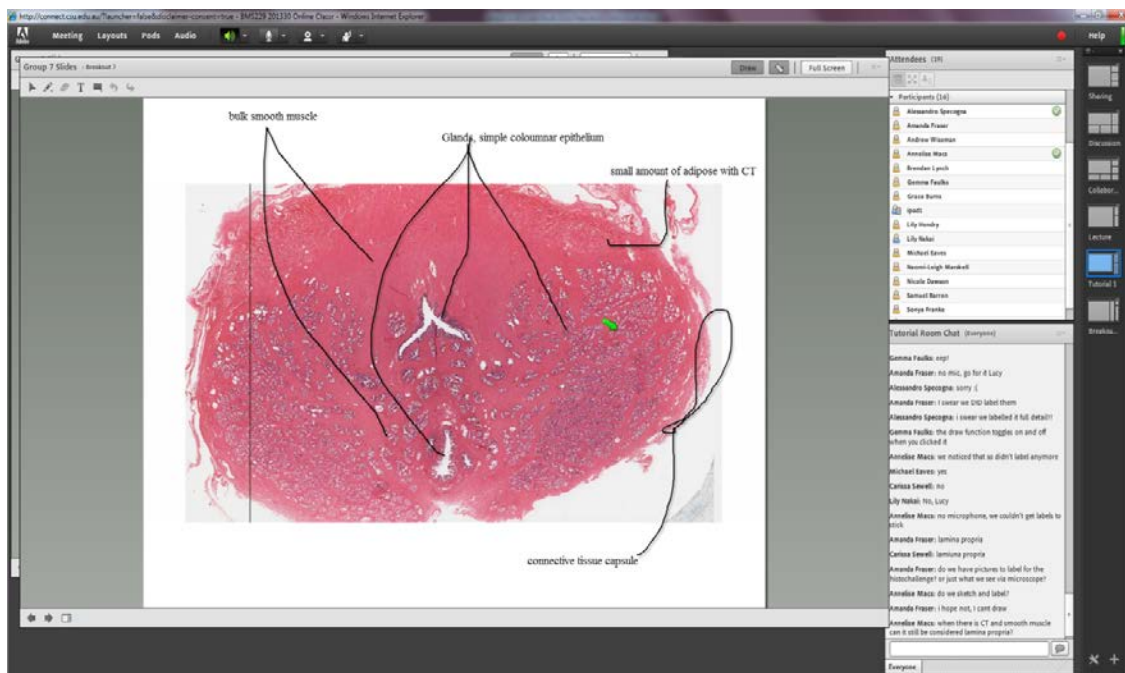 http://connect.csu.edu.au/?launcher=false&disclaimer-consent=true - BMS229 201330 Online Class - Windows Internet Explorer
Adobe Meeting Layouts Pods Audio Help
Group 7 Slides - Breakout 7
Draw Full Screen
bulk smooth muscle
Glands, simple coloumnar epithelium
small amount of adipose with CT
connective tissue capsule
Attendees (19)
Participants (16)
Alessandro Specogna
Amanda Fraser
Andrew Wiseman
Annelise Macs
Brendan Lynch
Gemma Faulks
Grace Burns
ipad1
Lily Hendry
Lily Nakai
Michael Eaves
Nicole Dawson
Samuel Barron
Sonya Franke
Tutorial Room Chat (Everyone)
Gemma Faulks: eep!
Amanda Fraser: no mic, go for it Lucy
Alessandro Specogna: sorry :(
Amanda Fraser: I swear we DID label them
Alessandro Specogna: i swear we labelled it full detail!!
Gemma Faulks: the draw function toggles on and off
when you clicked it
Annelise Macs: we noticed that so didn't label anymore
Michael Eaves: yes
Carissa Sewell: no
Lily Nakai: No, Lucy
Annelise Macs: no microphone, we couldn't get labels to
stick
Amanda Fraser: lamina propria
Carissa Sewell: lamiuna propria
Amanda Fraser: do we have pictures to label for the
histochallenge? or just what we see via microscope?
Annelise Macs: do we sketch and label?
Amanda Fraser: i hope not, I cant draw
Annelise Macs: when there is CT and smooth muscle
can it still be considered lamina propria?
Everyone
Sharing
Discussion
Collabor...
Lecture
Tutorial 1
Breakou...